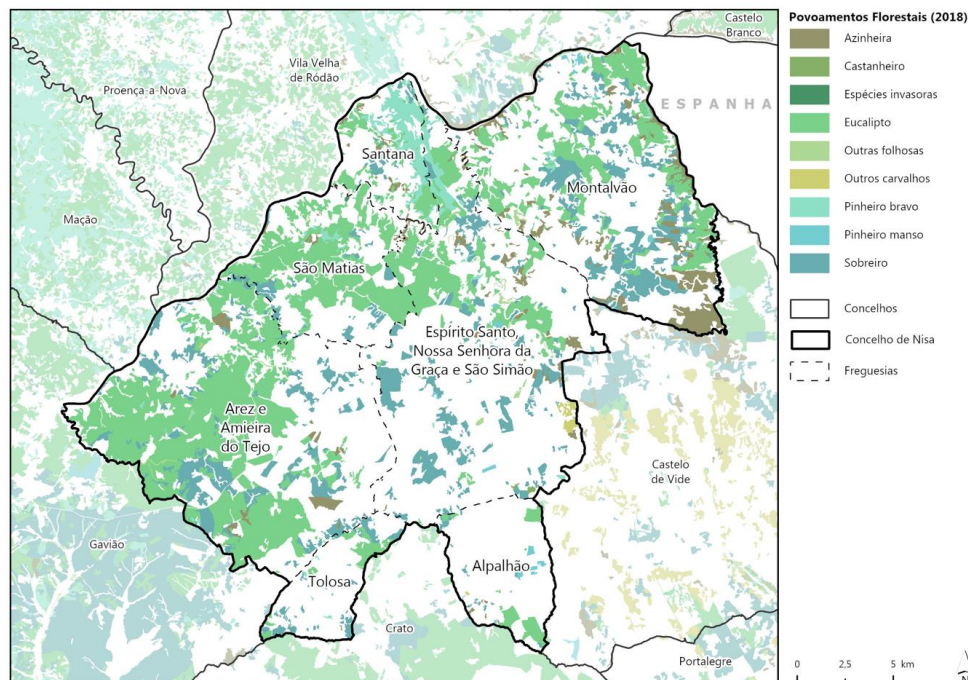 Castelo
Branco
Vila Velha
de Ródão
Proença-a-Nova
ESPANHA
Santana
Montalvão
Mação
São Matias
Espírito Santo,
Nossa Senhora da
Graça e São Simão
Arez e
Amieira
do Tejo
Castelo
de Vide
Gavião
Tolosa
Alpalhão
Crato
Portalegre
Povoamentos Florestais (2018)
Azinheira
Castanheiro
Espécies invasoras
Eucalipto
Outras folhosas
Outros carvalhos
Pinheiro bravo
Pinheiro manso
Sobreiro
Concelhos
Concelho de Nisa
Freguesias
0 2,5 5 km
N